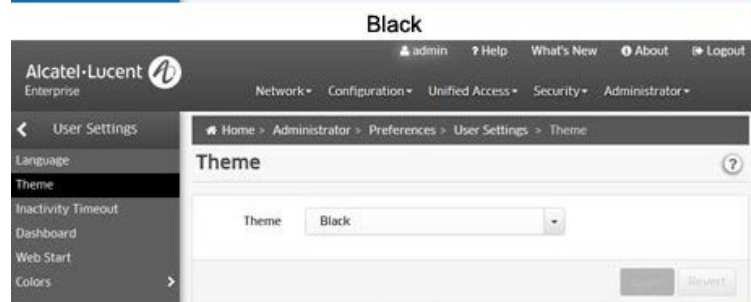 Black
admin ? Help What's New About Logout
Alcatel·Lucent
Enterprise
Network Configuration Unified Access Security Administrator
User Settings
Home > Administrator > Preferences > User Settings > Theme
Language
Theme
Inactivity Timeout
Dashboard
Web Start
Colors
Theme
?
Theme Black
Revert